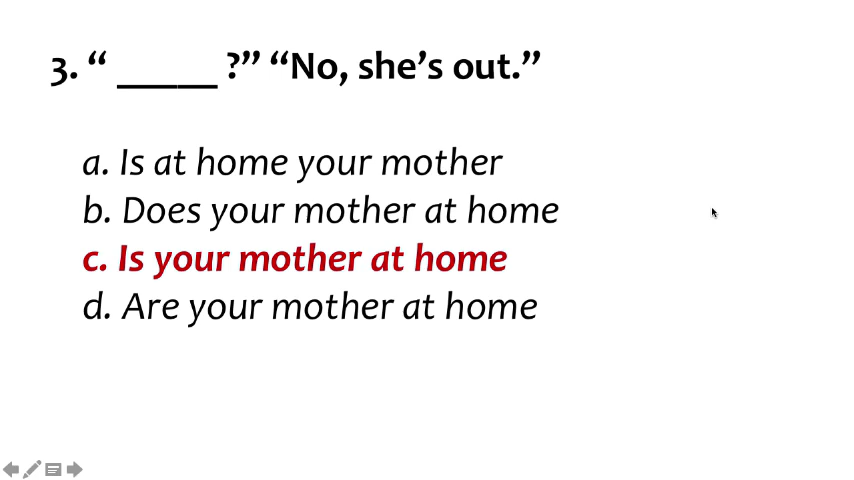 3. “ _____ ?” “No, she’s out.”
a. Is at home your mother
b. Does your mother at home
c. Is your mother at home
d. Are your mother at home